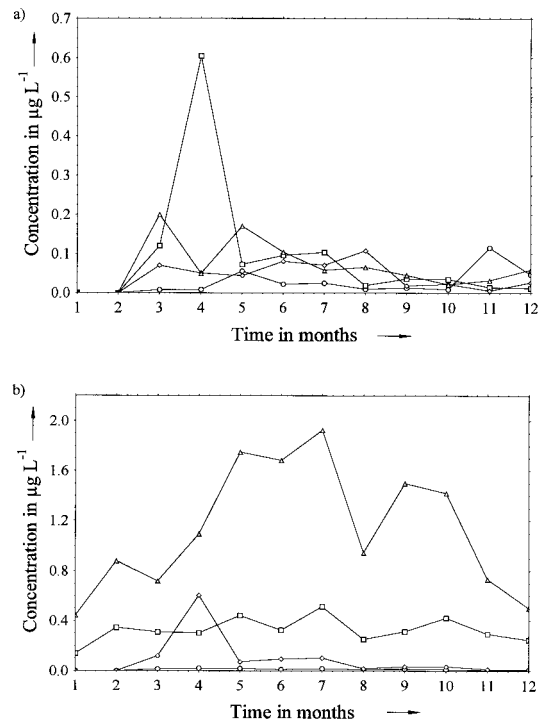 a)
0.7
0.6
0.5
0.4
0.3
0.2
0.1
0.0
Concentration in µg L⁻¹ →
1 2 3 4 5 6 7 8 9 10 11 12
Time in months →
b)
2.0
1.6
1.2
0.8
0.4
0.0
Concentration in µg L⁻¹ →
1 2 3 4 5 6 7 8 9 10 11 12
Time in months →